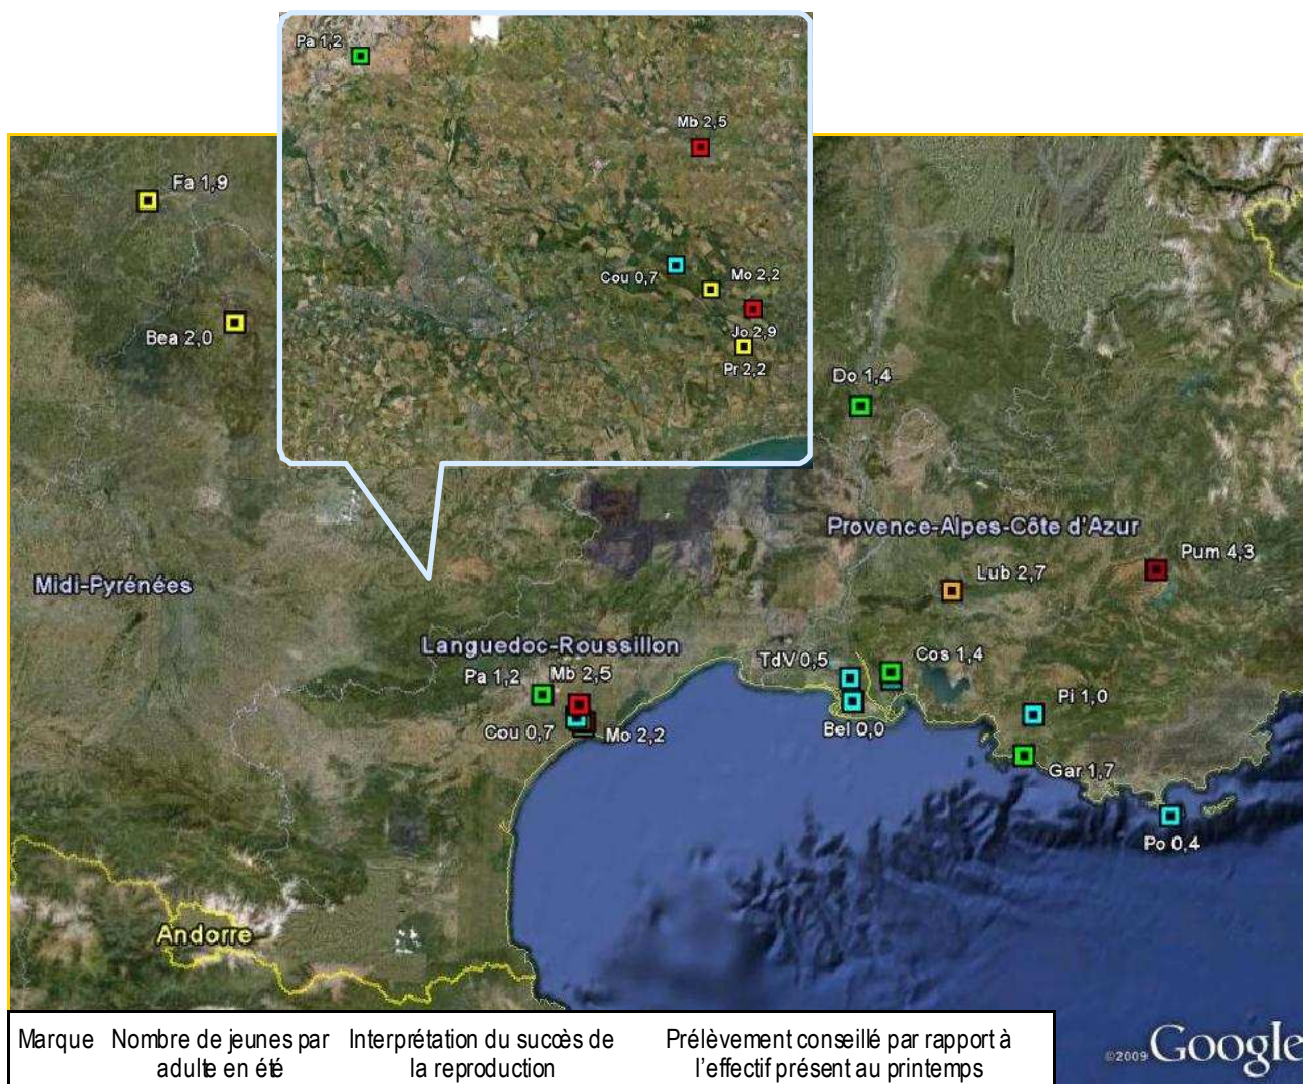 Pa 1,2
Mb 2,5
Cou 0,7
Mo 2,2
Jo 2,9
Pr 2,2
Fa 1,9
Bea 2,0
Do 1,4
Provence-Alpes-Côte d'Azur
Pum 4,3
Midi-Pyrénées
Lub 2,7
Languedoc-Roussillon
TdV 0,5
Cos 1,4
Pa 1,2
Mb 2,5
Pi 1,0
Cou 0,7
Mo 2,2
Bel 0,0
Gar 1,7
Po 0,4
Andorre
Marque
Nombre de jeunes par
adulte en été
Interprétation du succès de
la reproduction
Prélèvement conseillé par rapport à
l'effectif présent au printemps
©2009 Google